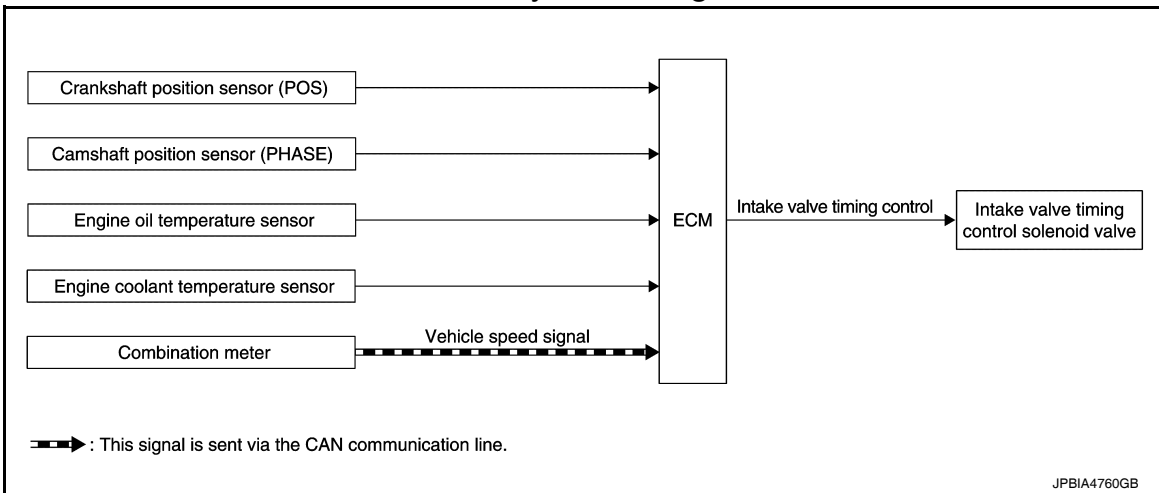 Crankshaft position sensor (POS)
Camshaft position sensor (PHASE)
Engine oil temperature sensor
Engine coolant temperature sensor
Combination meter
Vehicle speed signal
ECM
Intake valve timing control
Intake valve timing
control solenoid valve
: This signal is sent via the CAN communication line.
JPBIA4760GB